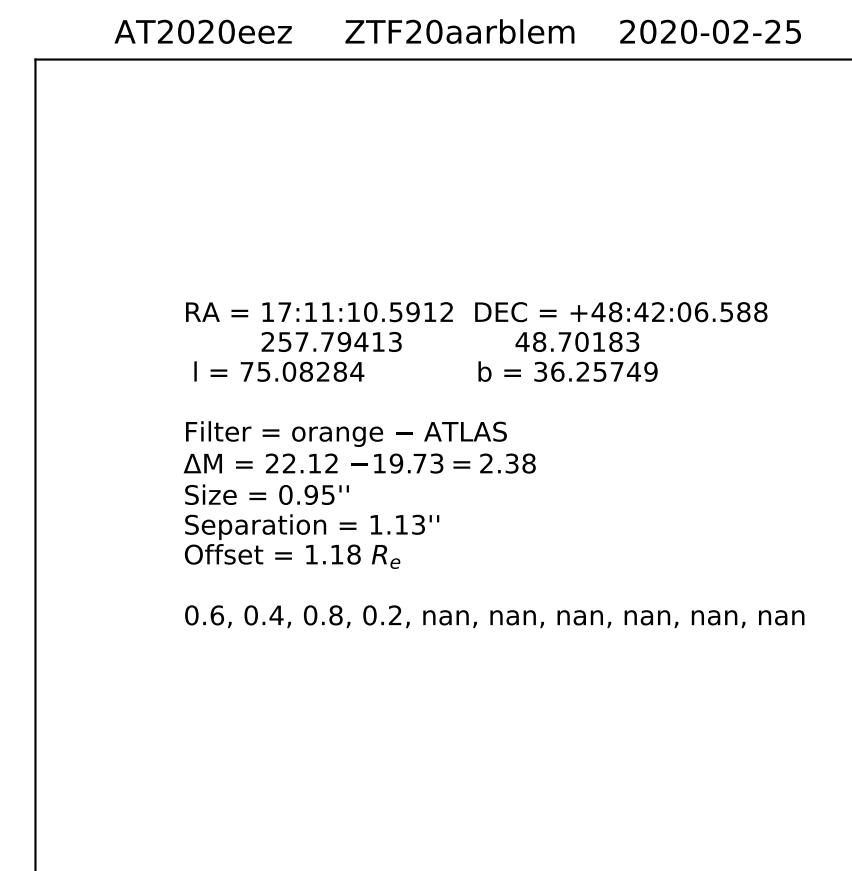 AT2020eez ZTF20aarblem 2020-02-25
RA = 17:11:10.5912 DEC = +48:42:06.588
257.79413 48.70183
l = 75.08284 b = 36.25749
Filter = orange − ATLAS
ΔM = 22.12 −19.73 = 2.38
Size = 0.95''
Separation = 1.13''
Offset = 1.18 Re
0.6, 0.4, 0.8, 0.2, nan, nan, nan, nan, nan, nan